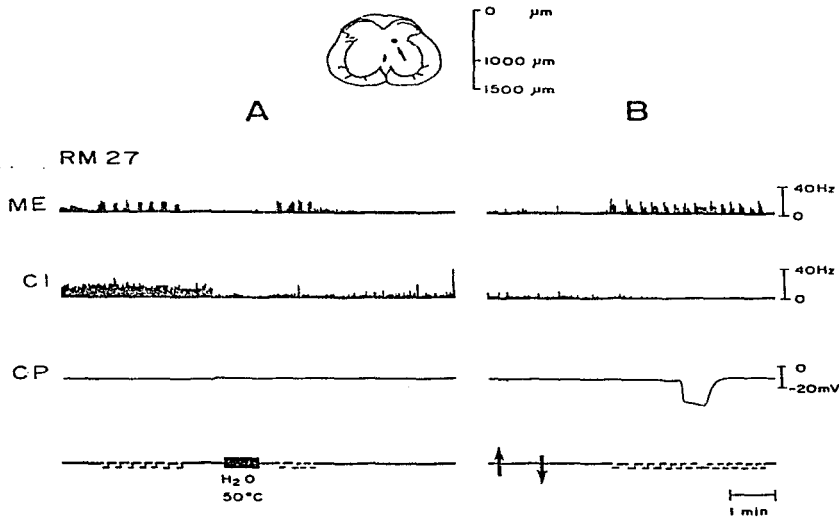 0 μm
1000 μm
1500 μm
A B
RM 27
ME 40Hz
0
CI 40Hz
0
CP 0
-20mV
H₂O
50°C
1 min